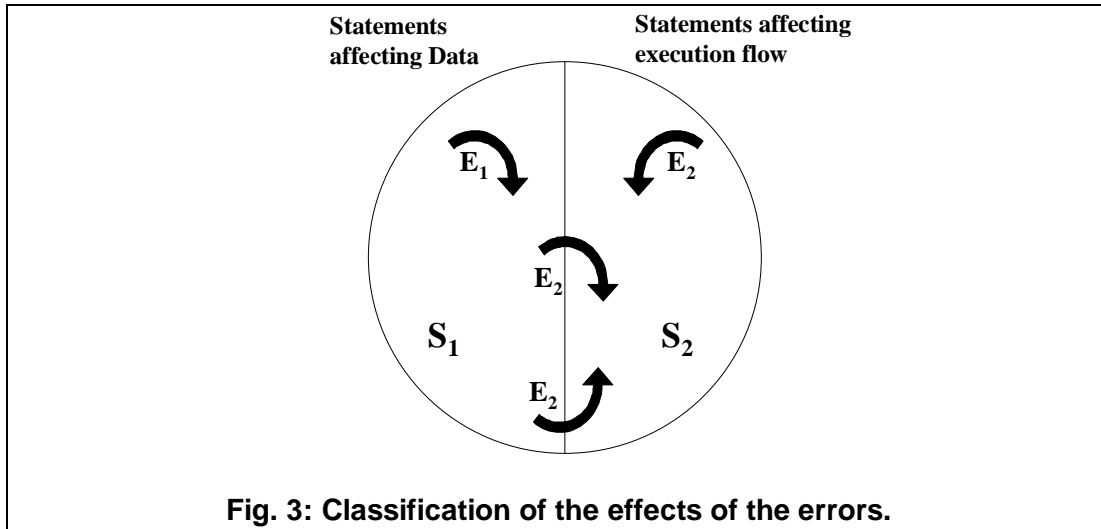 Statements
affecting Data
Statements affecting
execution flow
E₁
E₂
E₂
S₁
S₂
E₂
Fig. 3: Classification of the effects of the errors.